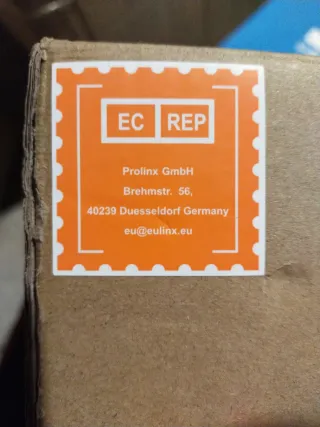 EC REP
Prolinx GmbH
Brehmstr. 56,
40239 Duesseldorf Germany
eu@eulinx.eu